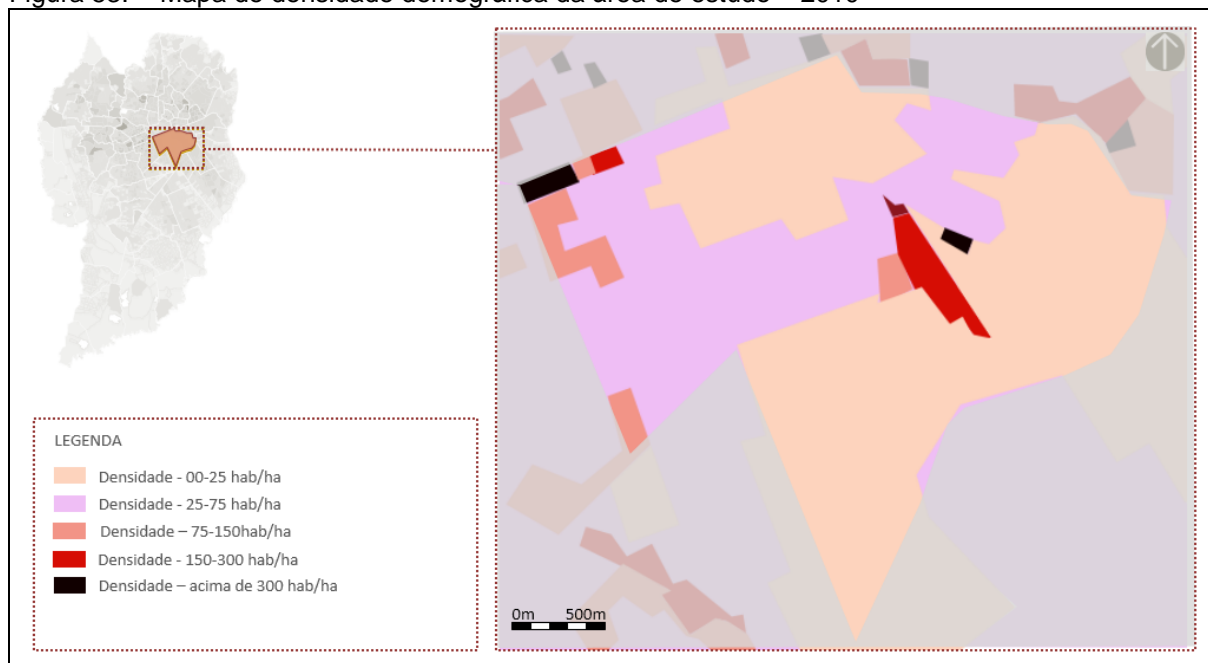 LEGENDA
Densidade - 00-25 hab/ha
Densidade - 25-75 hab/ha
Densidade – 75-150hab/ha
Densidade - 150-300 hab/ha
Densidade – acima de 300 hab/ha
0m 500m